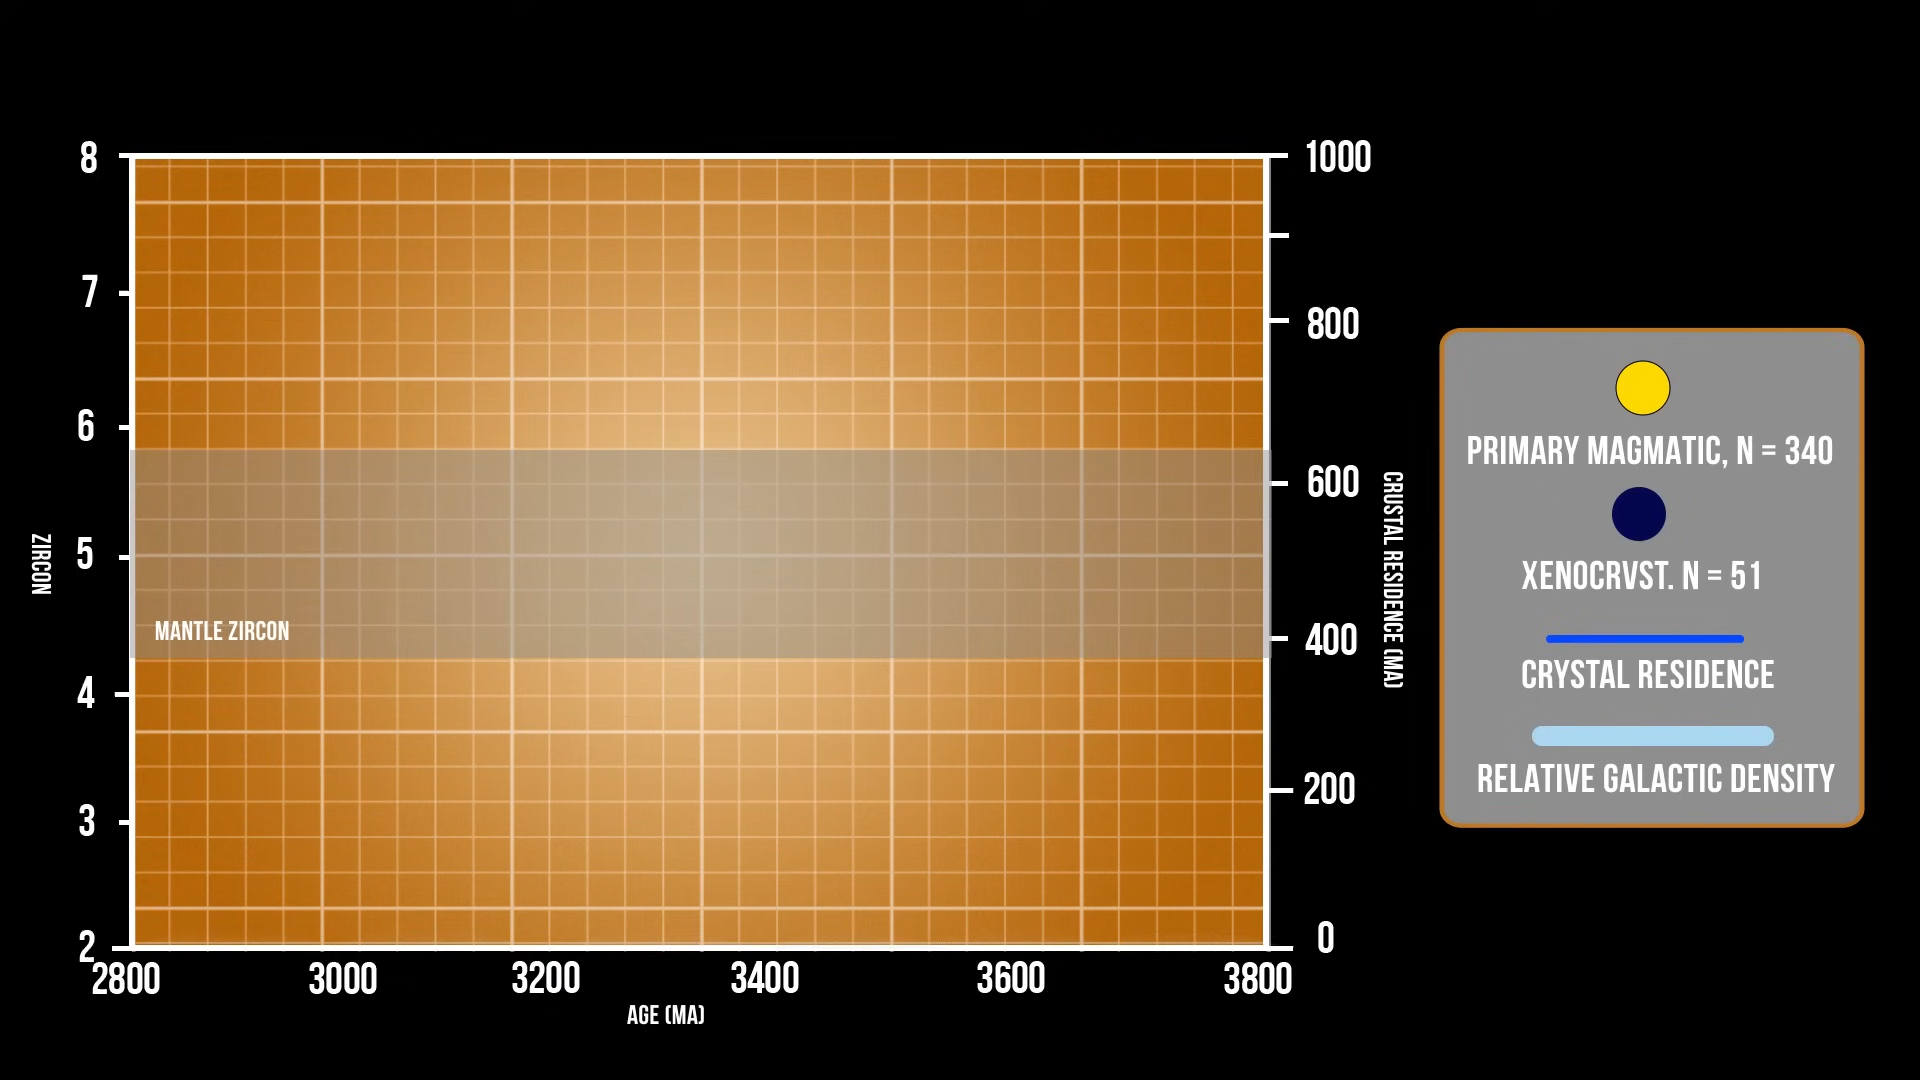 8
7
6
5
4
3
2
ZIRCON
MANTLE ZIRCON
2800
3000
3200
3400
3600
3800
AGE (MA)
1000
800
600
400
200
0
CRUSTAL RESIDENCE (MA)
PRIMARY MAGMATIC, N = 340
XENOCRVST. N = 51
CRYSTAL RESIDENCE
RELATIVE GALACTIC DENSITY